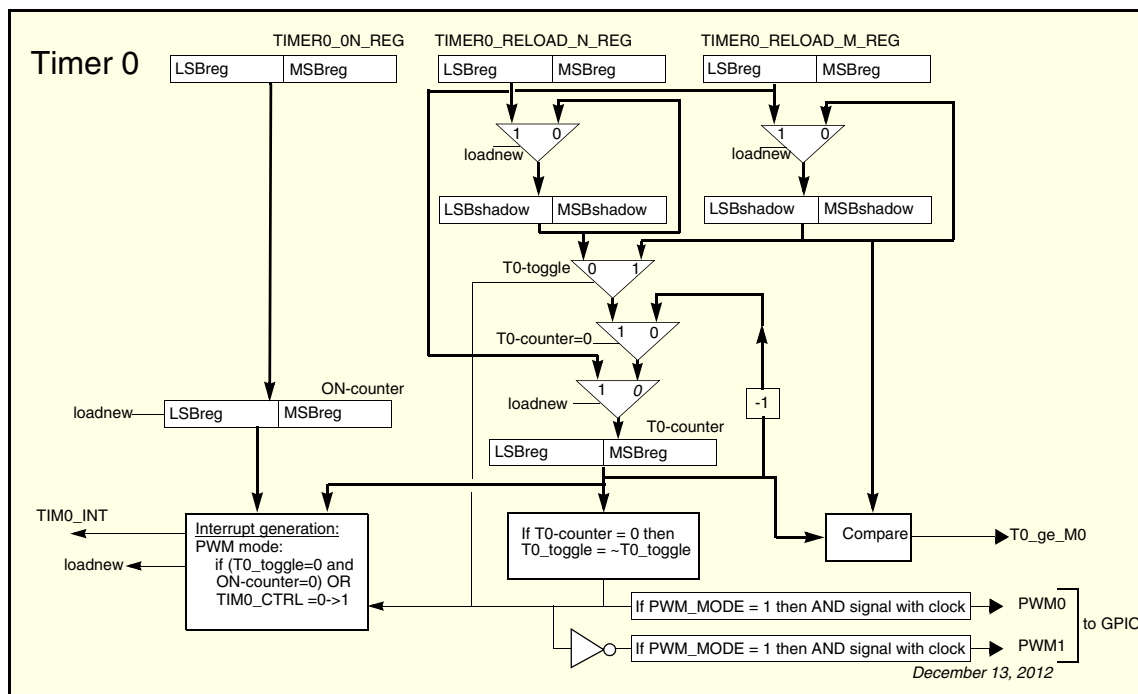 Timer 0
TIMER0_0N_REG
TIMER0_RELOAD_N_REG
TIMER0_RELOAD_M_REG
LSBreg MSBreg
LSBreg MSBreg
LSBreg MSBreg
1 0
loadnew
1 0
loadnew
LSBshadow MSBshadow
LSBshadow MSBshadow
T0-toggle
0 1
T0-counter=0
1 0
ON-counter
loadnew
LSBreg MSBreg
loadnew
1 0
-1
T0-counter
LSBreg MSBreg
TIM0_INT
loadnew
Interrupt generation:
PWM mode:
if (T0_toggle=0 and
ON-counter=0) OR
TIM0_CTRL =0->1
If T0-counter = 0 then
T0_toggle = ~T0_toggle
Compare
T0_ge_M0
If PWM_MODE = 1 then AND signal with clock
PWM0
to GPIO
If PWM_MODE = 1 then AND signal with clock
PWM1
December 13, 2012